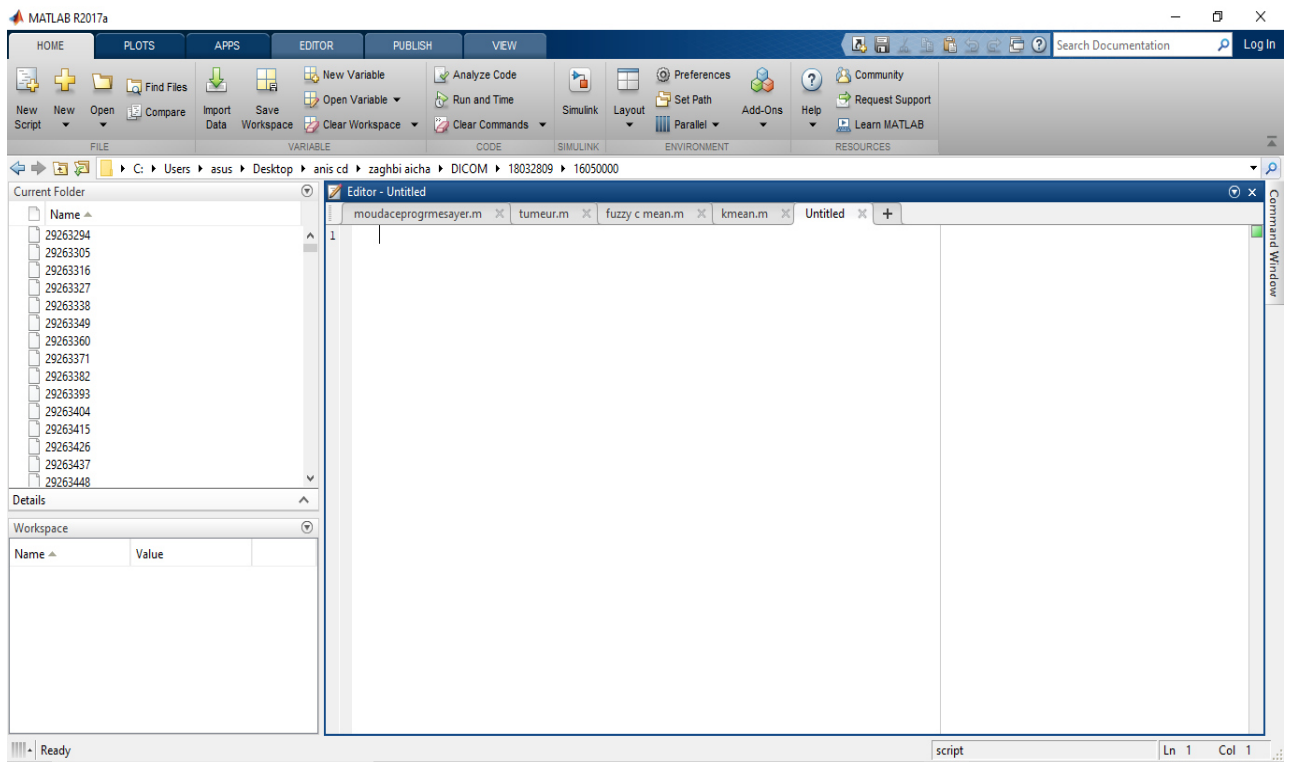 MATLAB R2017a
HOME PLOTS APPS EDITOR PUBLISH VIEW Search Documentation Log In
New Script
New
Open
Find Files
Compare
Import Data
Save Workspace
New Variable
Open Variable
Clear Workspace
Analyze Code
Run and Time
Clear Commands
Simulink
Layout
Preferences
Set Path
Parallel
Add-Ons
Help
Community
Request Support
Learn MATLAB
FILE VARIABLE CODE SIMULINK ENVIRONMENT RESOURCES
C: Users asus Desktop anis cd zaghbi aicha DICOM 18032809 16050000
Current Folder
Name
29263294
29263305
29263316
29263327
29263338
29263349
29263360
29263371
29263382
29263393
29263404
29263415
29263426
29263437
29263448
Details
Workspace
Name Value
Editor - Untitled
moudaceprogrmesayer.m tumeur.m fuzzy c mean.m kmean.m Untitled +
1
Command Window
Ready script Ln 1 Col 1